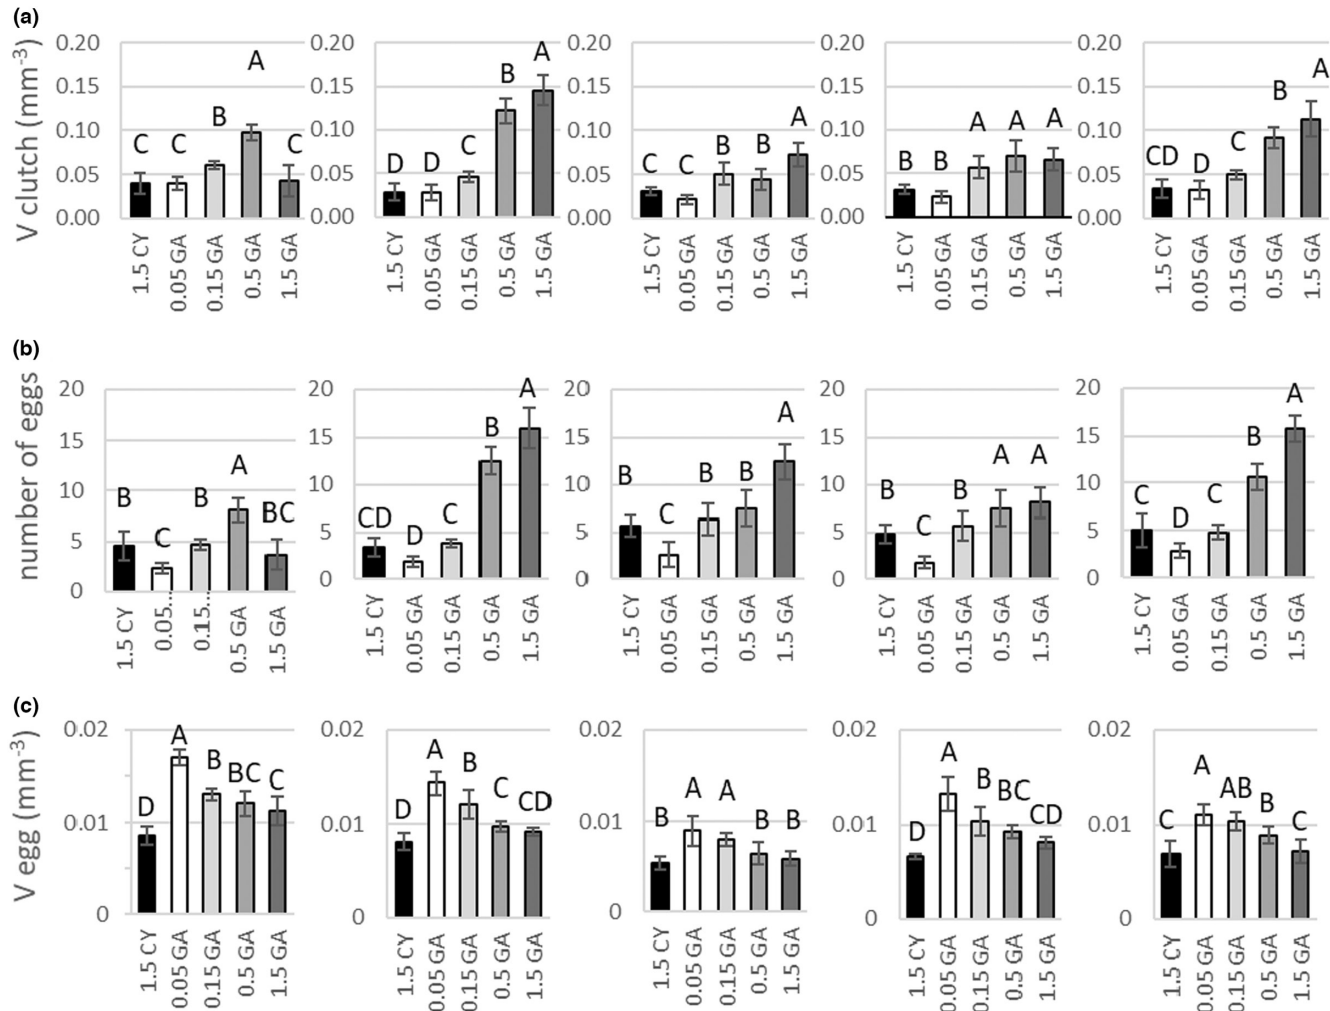 (a)
V clutch (mm-3)
0.20 0.20 0.20 0.20 0.20
0.15 0.15 0.15 0.15 0.15
0.10 0.10 0.10 0.10 0.10
0.05 0.05 0.05 0.05 0.05
0.00 0.00 0.00 0.00 0.00
C C B A C
D D C B A
C C B B A
B B A A A
CD D C B A
1.5 CY 0.05 GA 0.15 GA 0.5 GA 1.5 GA
1.5 CY 0.05 GA 0.15 GA 0.5 GA 1.5 GA
1.5 CY 0.05 GA 0.15 GA 0.5 GA 1.5 GA
1.5 CY 0.05 GA 0.15 GA 0.5 GA 1.5 GA
1.5 CY 0.05 GA 0.15 GA 0.5 GA 1.5 GA
(b)
number of eggs
20 20 20 20 20
15 15 15 15 15
10 10 10 10 10
5 5 5 5 5
0 0 0 0 0
B C B A BC
CD D C B A
B C B B A
B C B A A
C D C B A
1.5 CY 0.05... 0.15... 0.5 GA 1.5 GA
1.5 CY 0.05 GA 0.15 GA 0.5 GA 1.5 GA
1.5 CY 0.05 GA 0.15 GA 0.5 GA 1.5 GA
1.5 CY 0.05 GA 0.15 GA 0.5 GA 1.5 GA
1.5 CY 0.05 GA 0.15 GA 0.5 GA 1.5 GA
(c)
V egg (mm-3)
0.02 0.02 0.02 0.02 0.02
0.01 0.01 0.01 0.01 0.01
0 0 0 0 0
D A B BC C
D A B C CD
B A A B B
D A B BC CD
C A AB B C
1.5 CY 0.05 GA 0.15 GA 0.5 GA 1.5 GA
1.5 CY 0.05 GA 0.15 GA 0.5 GA 1.5 GA
1.5 CY 0.05 GA 0.15 GA 0.5 GA 1.5 GA
1.5 CY 0.05 GA 0.15 GA 0.5 GA 1.5 GA
1.5 CY 0.05 GA 0.15 GA 0.5 GA 1.5 GA